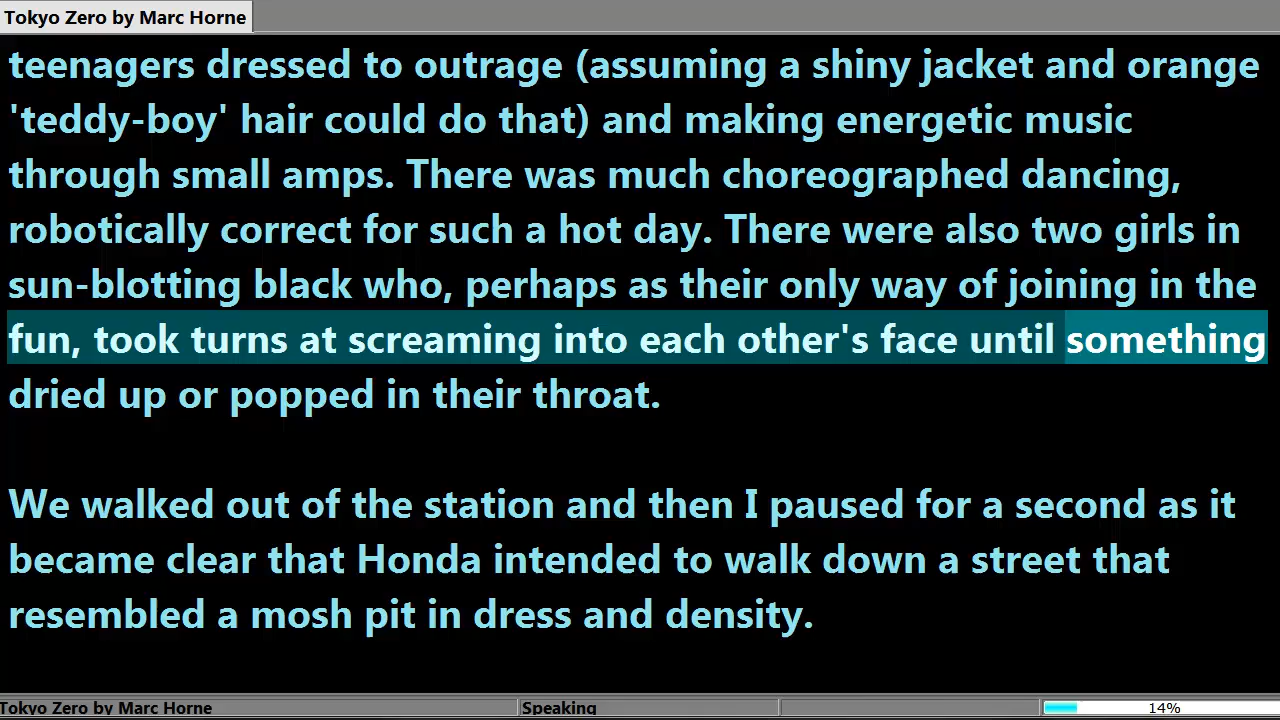 Tokyo Zero by Marc Horne
teenagers dressed to outrage (assuming a shiny jacket and orange
'teddy-boy' hair could do that) and making energetic music
through small amps. There was much choreographed dancing,
robotically correct for such a hot day. There were also two girls in
sun-blotting black who, perhaps as their only way of joining in the
fun, took turns at screaming into each other's face until something
dried up or popped in their throat.
We walked out of the station and then I paused for a second as it
became clear that Honda intended to walk down a street that
resembled a mosh pit in dress and density.
Tokyo Zero by Marc Horne Speaking 14%